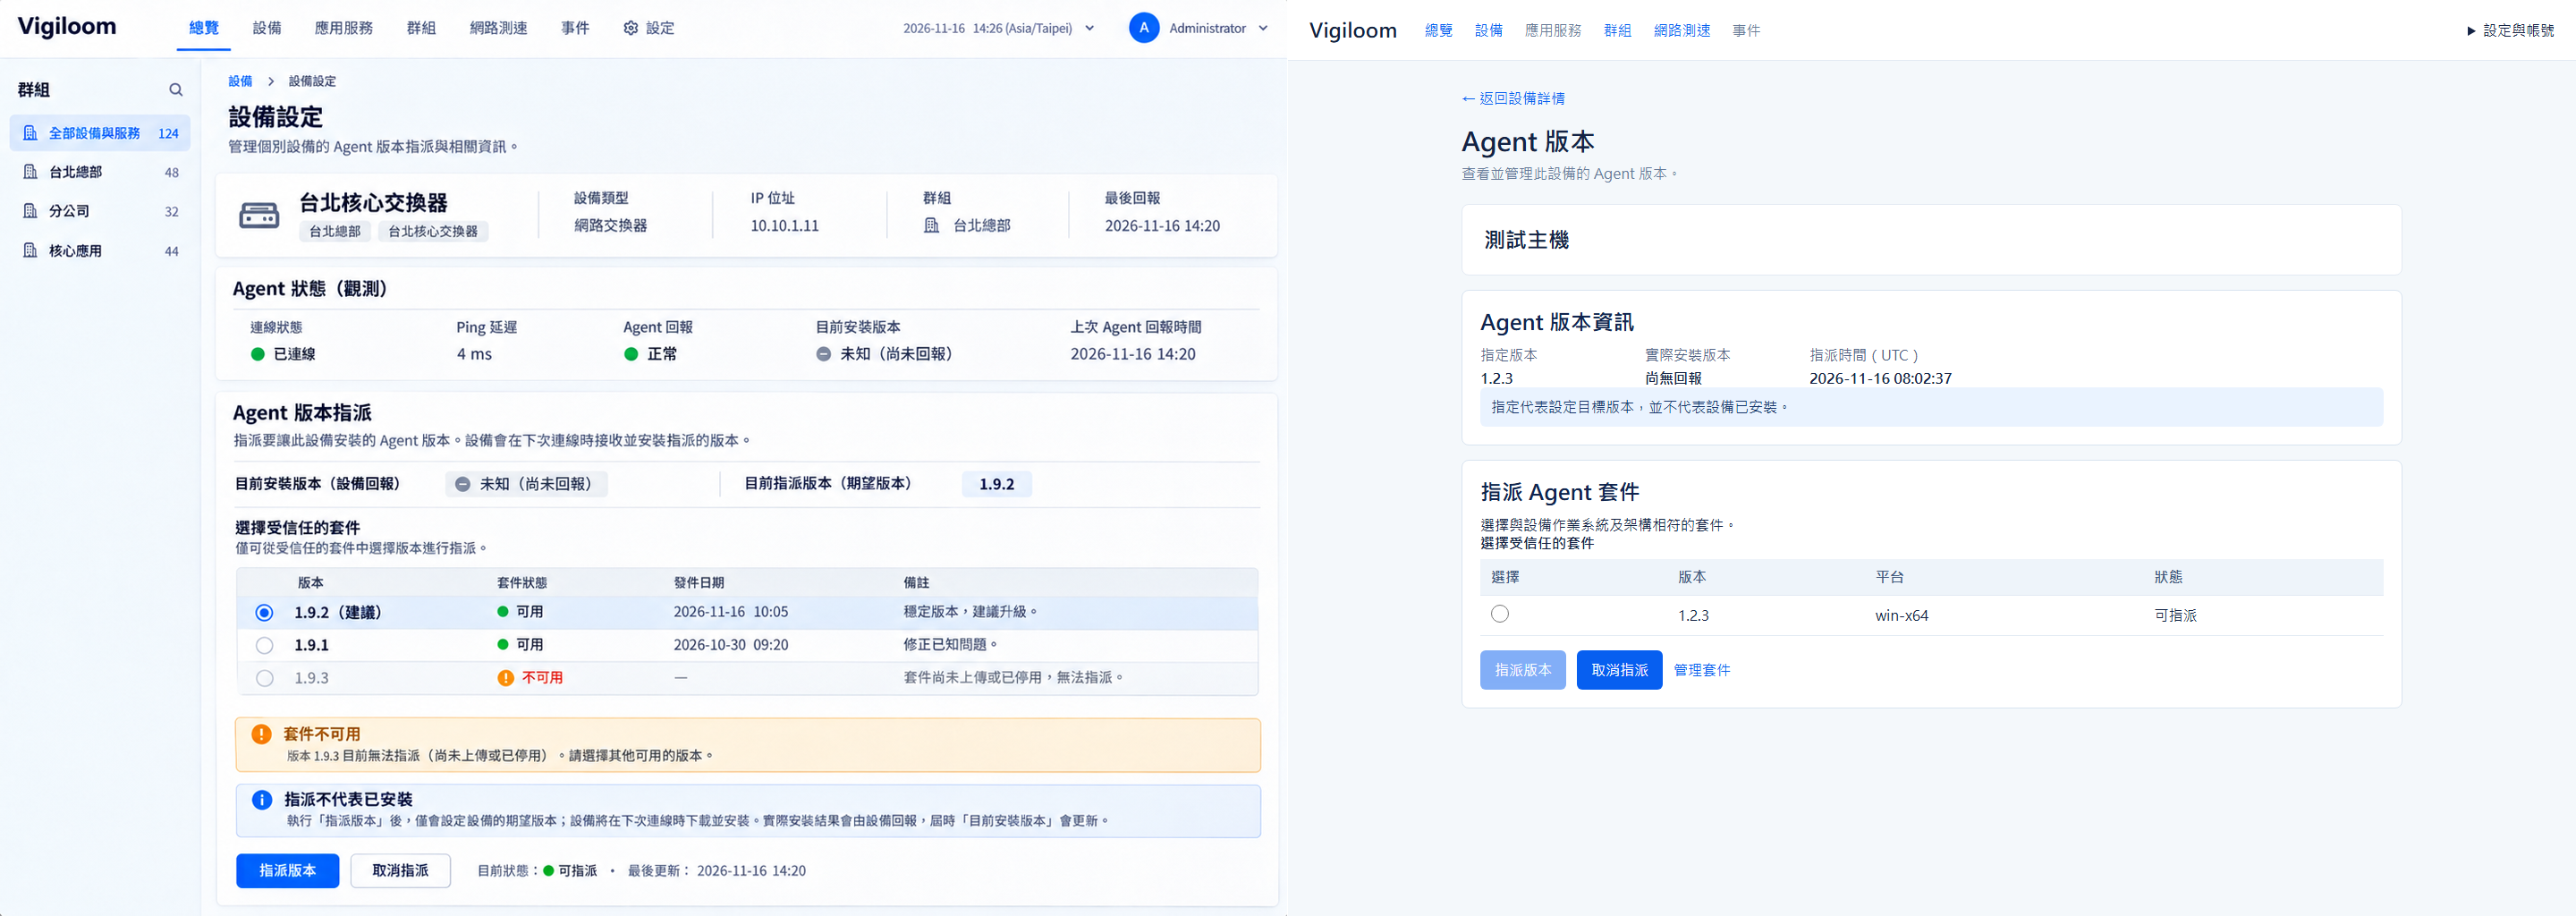 Vigiloom
總覽 設備 應用服務 群組 網路測速 事件 設定
2026-11-16 14:26 (Asia/Taipei)
A Administrator
群組
全部設備與服務 124
台北總部 48
分公司 32
核心應用 44
設備 > 設備設定
設備設定
管理個別設備的 Agent 版本指派與相關資訊。
台北核心交換器
台北總部 台北核心交換器
設備類型
網路交換器
IP 位址
10.10.1.11
群組
台北總部
最後回報
2026-11-16 14:20
Agent 狀態（觀測）
連線狀態 Ping 延遲 Agent 回報 目前安裝版本 上次 Agent 回報時間
已連線 4 ms 正常 未知（尚未回報） 2026-11-16 14:20
Agent 版本指派
指派要讓此設備安裝的 Agent 版本。設備會在下次連線時接收並安裝指派的版本。
目前安裝版本（設備回報） 未知（尚未回報） 目前指派版本（期望版本） 1.9.2
選擇受信任的套件
僅可從受信任的套件中選擇版本進行指派。
版本 套件狀態 發件日期 備註
1.9.2（建議） 可用 2026-11-16 10:05 穩定版本，建議升級。
1.9.1 可用 2026-10-30 09:20 修正已知問題。
1.9.3 不可用 — 套件尚未上傳或已停用，無法指派。
套件不可用
版本 1.9.3 目前無法指派（尚未上傳或已停用）。請選擇其他可用的版本。
指派不代表已安裝
執行「指派版本」後，僅會設定設備的期望版本；設備將在下次連線時下載並安裝。實際安裝結果會由設備回報，屆時「目前安裝版本」會更新。
指派版本 取消指派 目前狀態：可指派 • 最後更新： 2026-11-16 14:20
Vigiloom 總覽 設備 應用服務 群組 網路測速 事件
▶ 設定與帳號
← 返回設備詳情
Agent 版本
查看並管理此設備的 Agent 版本。
測試主機
Agent 版本資訊
指定版本 實際安裝版本 指派時間 ( UTC )
1.2.3 尚無回報 2026-11-16 08:02:37
指定代表設定目標版本，並不代表設備已安裝。
指派 Agent 套件
選擇與設備作業系統及架構相符的套件。
選擇受信任的套件
選擇 版本 平台 狀態
1.2.3 win-x64 可指派
指派版本 取消指派 管理套件